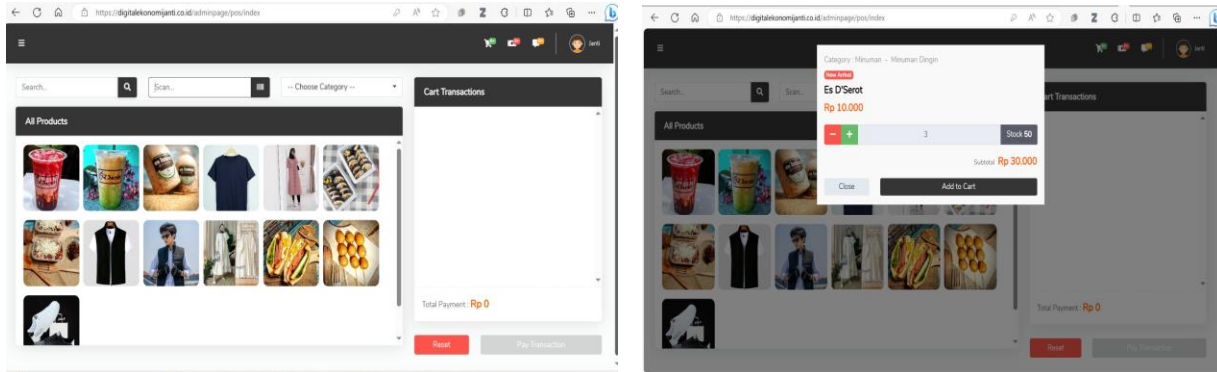 https://digitalekonomijanti.co.id/adminpage/pos/index
Janti
Search..
Scan..
-- Choose Category --
Cart Transactions
All Products
Total Payment : Rp 0
Reset
Pay Transaction
https://digitalekonomijanti.co.id/adminpage/pos/index
Janti
Search..
Scan..
art Transactions
All Products
Category : Minuman - Minuman Dingin
New Arrival
Es D'Serot
Rp 10.000
- +
3
Stock 50
Subtotal Rp 30.000
Close
Add to Cart
Total Payment : Rp 0
Reset
Pay Transaction